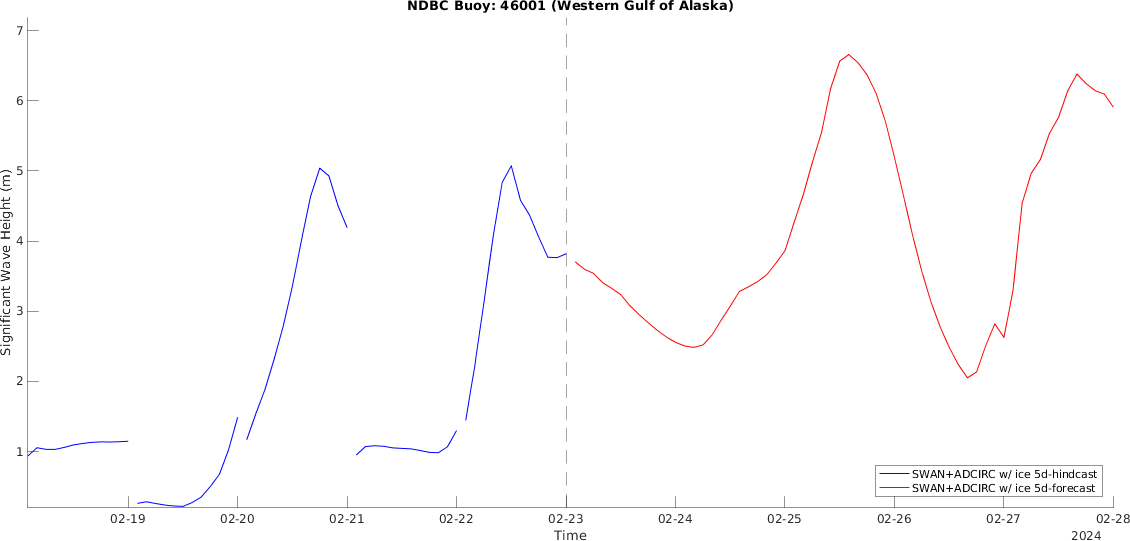 NDBC Buoy: 46001 (Western Gulf of Alaska)
7
6
5
4
3
2
1
Significant Wave Height (m)
SWAN+ADCIRC w/ ice 5d-hindcast
SWAN+ADCIRC w/ ice 5d-forecast
02-19 02-20 02-21 02-22 02-23 02-24 02-25 02-26 02-27 02-28
Time
2024